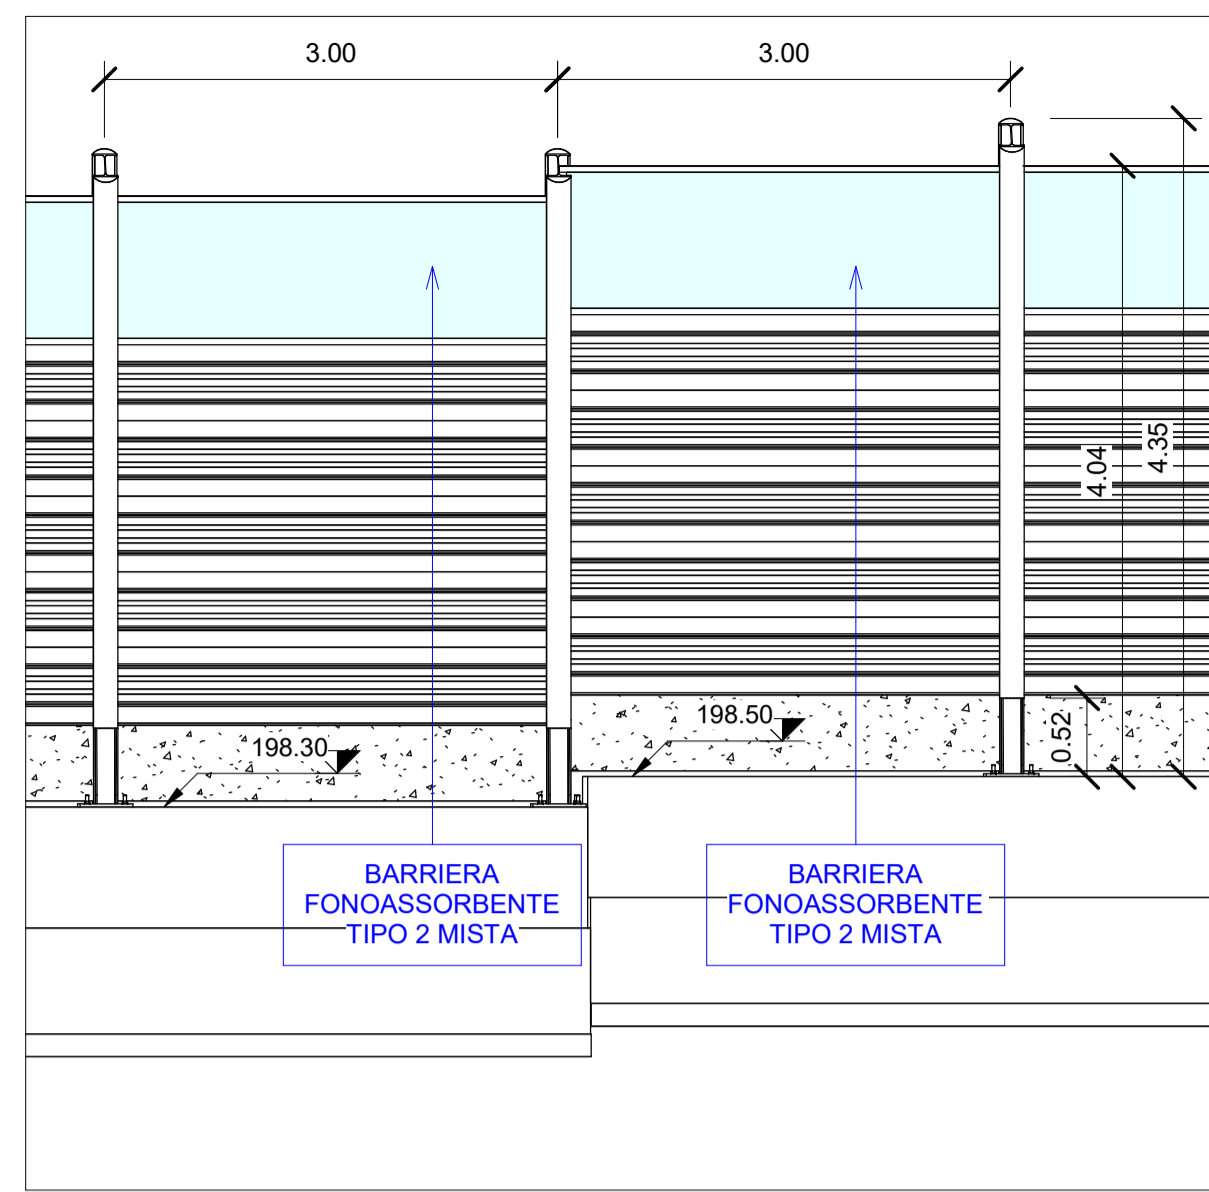 3.00
3.00
4.35
4.04
198.50
0.52
198.30
BARRIERA
FONOASSORBENTE
TIPO 2 MISTA
BARRIERA
FONOASSORBENTE
TIPO 2 MISTA